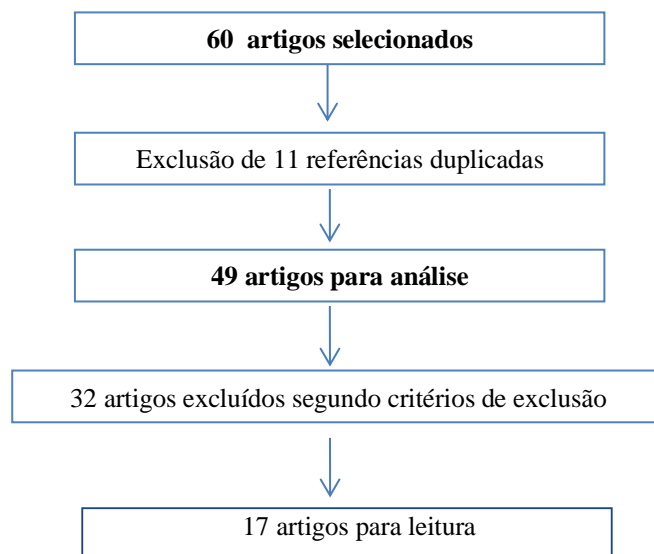 60 artigos selecionados
Exclusão de 11 referências duplicadas
49 artigos para análise
32 artigos excluídos segundo critérios de exclusão
17 artigos para leitura